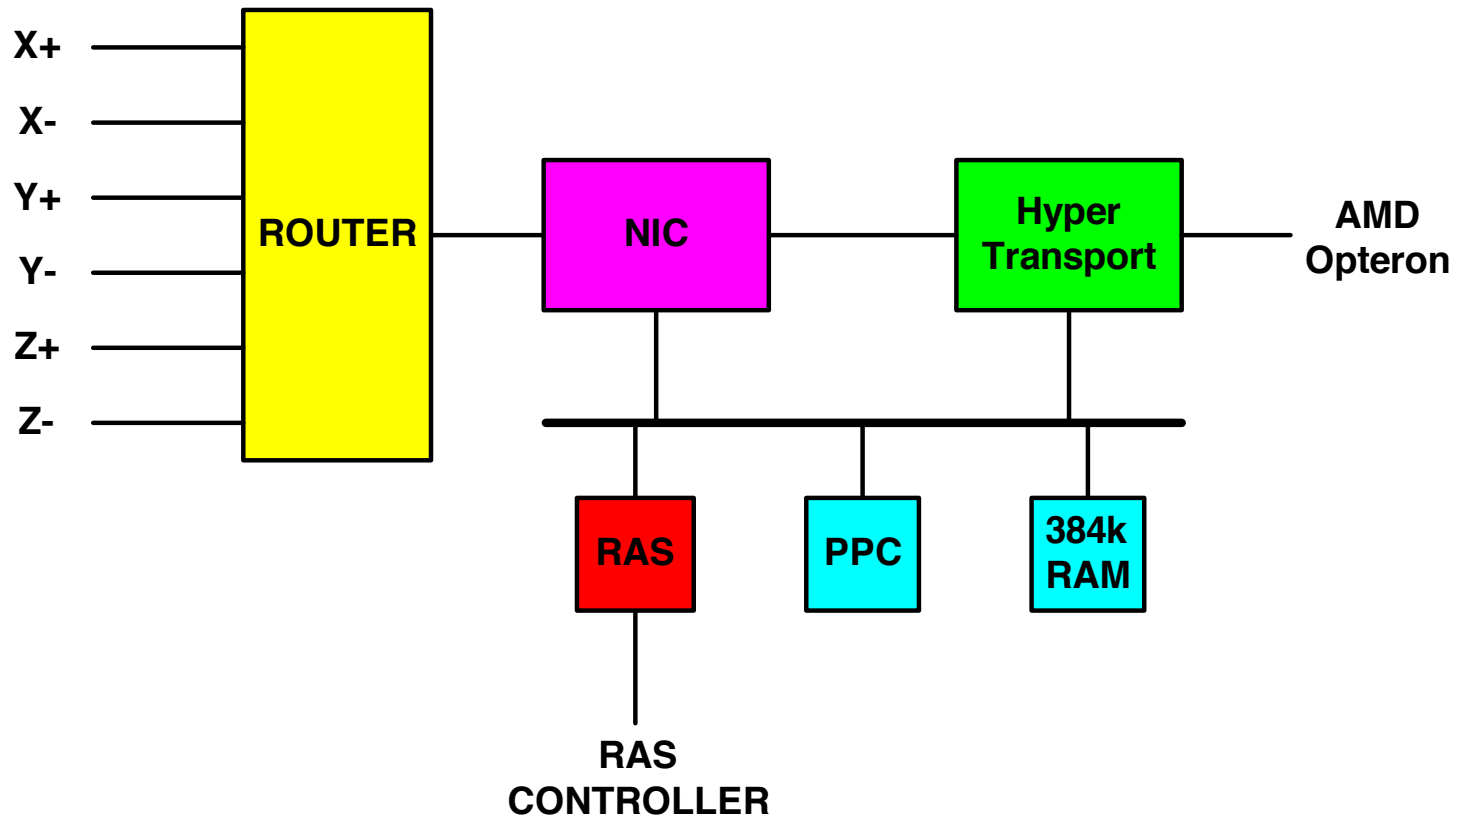 X+
X-
Y+
Y-
Z+
Z-
ROUTER
NIC
Hyper
Transport
AMD
Opteron
RAS
PPC
384k
RAM
RAS
CONTROLLER